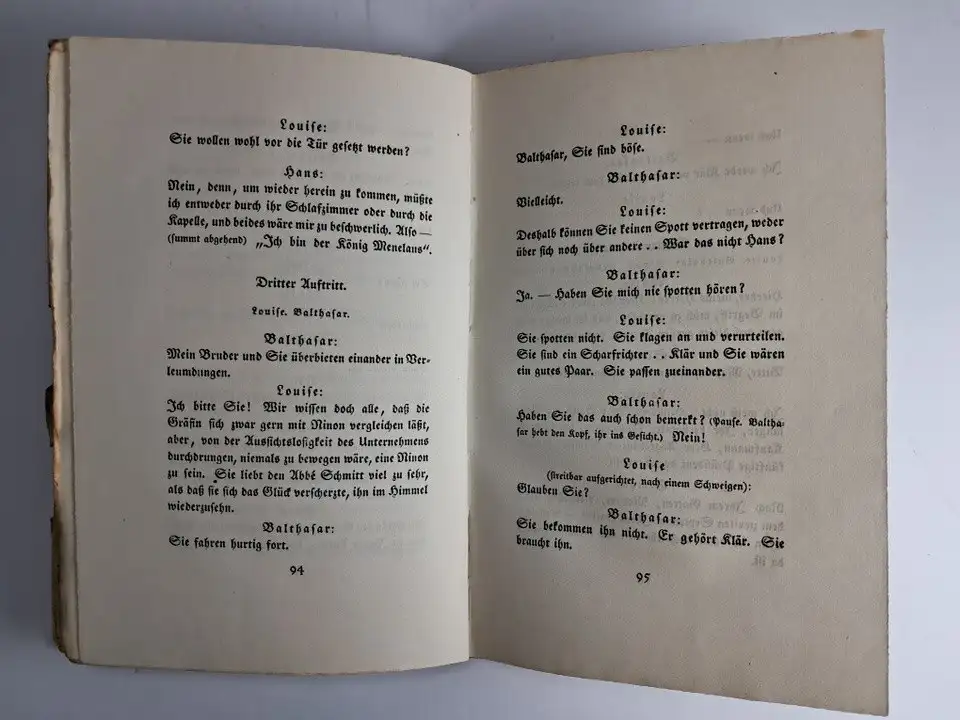 Louise:
Sie wollen wohl vor die Tür gesetzt werden?
Hans:
Nein, denn, um wieder herein zu kommen, müßte
ich entweder durch ihr Schlafzimmer oder durch die
Kapelle, und beides wäre mir zu beschwerlich. Also —
(summt abgehend) „Ich bin der König Menelaus“.
Dritter Auftritt.
Louise. Balthasar.
Balthasar:
Mein Bruder und Sie überbieten einander in Ver-
leumdungen.
Louise:
Ich bitte Sie! Wir wissen doch alle, daß die
Gräfin sich zwar gern mit Ninon vergleichen läßt,
aber, von der Aussichtslosigkeit des Unternehmens
durchdrungen, niemals zu bewegen wäre, eine Ninon
zu sein. Sie liebt den Abbé Schmitt viel zu sehr,
als daß sie sich das Glück verscherzte, ihn im Himmel
wiederzusehn.
Balthasar:
Sie fahren hurtig fort.
94
Louise:
Balthasar, Sie sind böse.
Balthasar:
Vielleicht.
Louise:
Deshalb können Sie keinen Spott vertragen, weder
über sich noch über andere . . War das nicht Hans?
Balthasar:
Ja. — Haben Sie mich nie spotten hören?
Louise:
Sie spotten nicht. Sie klagen an und verurteilen.
Sie sind ein Scharfrichter . . Klär und Sie wären
ein gutes Paar. Sie passen zueinander.
Balthasar:
Haben Sie das auch schon bemerkt? (Pause. Baltha-
sar hebt den Kopf, ihr ins Gesicht.) Nein!
Louise
(streitbar aufgerichtet, nach einem Schweigen):
Glauben Sie?
Balthasar:
Sie bekommen ihn nicht. Er gehört Klär. Sie
braucht ihn.
95